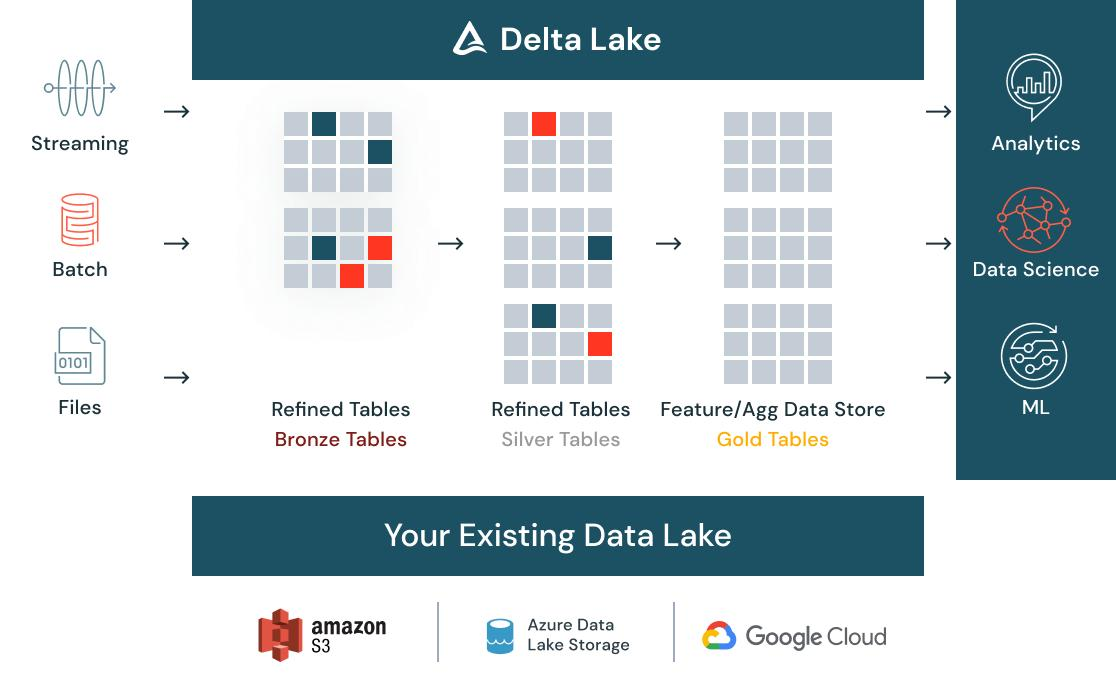 Delta Lake
Streaming
Batch
0101
Files
Refined Tables
Bronze Tables
Refined Tables
Silver Tables
Feature/Agg Data Store
Gold Tables
Analytics
Data Science
ML
Your Existing Data Lake
amazon
S3
Azure Data
Lake Storage
Google Cloud